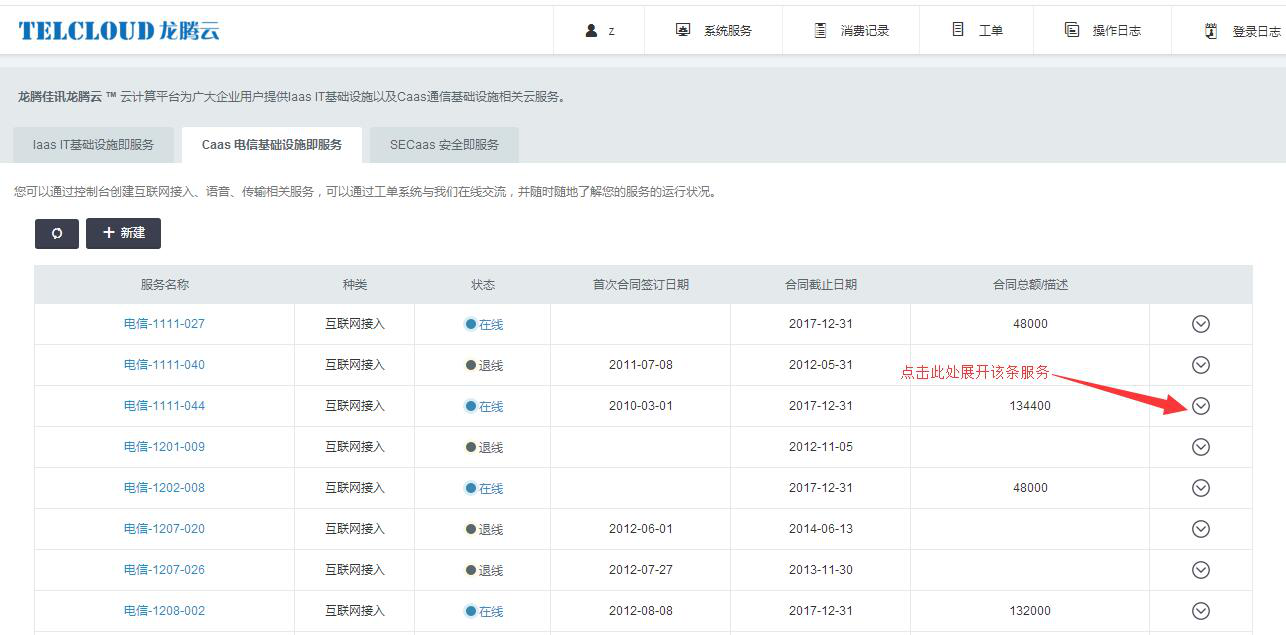 TELCLOUD 龙腾云 z 系统服务 消费记录 工单 操作日志 登录日志
龙腾佳讯龙腾云 ™ 云计算平台为广大企业用户提供Iaas IT基础设施以及Caas通信基础设施相关云服务。
Iaas IT基础设施即服务 Caas 电信基础设施即服务 SECaas 安全即服务
您可以通过控制台创建互联网接入、语音、传输相关服务，可以通过工单系统与我们在线交流，并随时随地了解您的服务的运行状况。
新建
服务名称 种类 状态 首次合同签订日期 合同截止日期 合同总额/描述
电信-1111-027 互联网接入 在线 2017-12-31 48000
电信-1111-040 互联网接入 退线 2011-07-08 2012-05-31
点击此处展开该条服务
电信-1111-044 互联网接入 在线 2010-03-01 2017-12-31 134400
电信-1201-009 互联网接入 退线 2012-11-05
电信-1202-008 互联网接入 在线 2017-12-31 48000
电信-1207-020 互联网接入 退线 2012-06-01 2014-06-13
电信-1207-026 互联网接入 退线 2012-07-27 2013-11-30
电信-1208-002 互联网接入 在线 2012-08-08 2017-12-31 132000